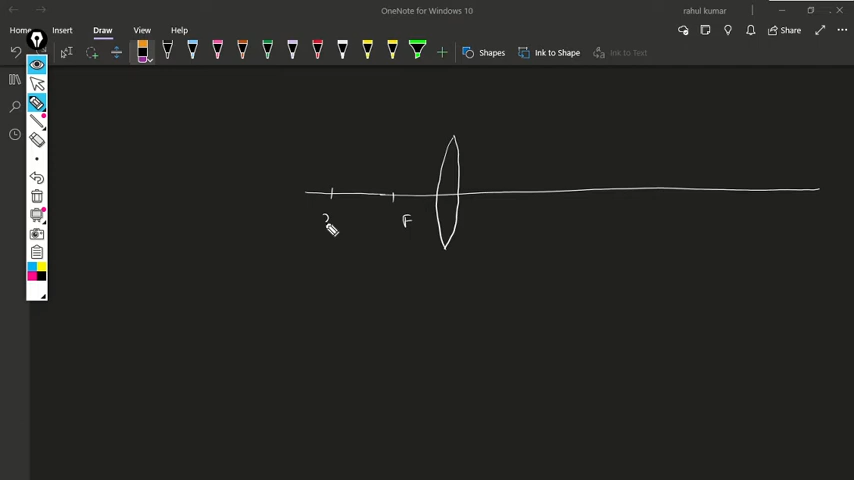 OneNote for Windows 10
rahul kumar
Home Insert Draw View Help
Shapes Ink to Shape Ink to Text Share
F